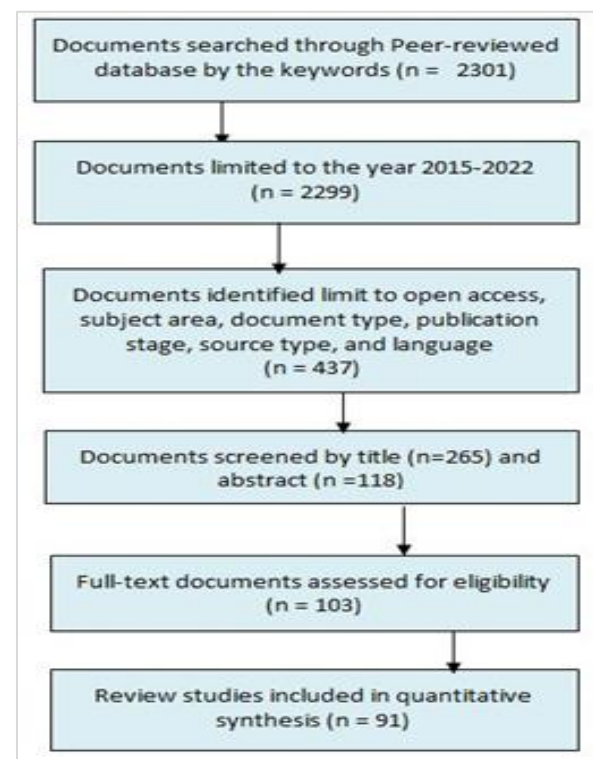 Documents searched through Peer-reviewed
database by the keywords (n =  2301)
Documents limited to the year 2015-2022
(n = 2299)
Documents identified limit to open access,
subject area, document type, publication
stage, source type, and language
(n = 437)
Documents screened by title (n=265) and
abstract (n =118)
Full-text documents assessed for eligibility
(n = 103)
Review studies included in quantitative
synthesis (n = 91)